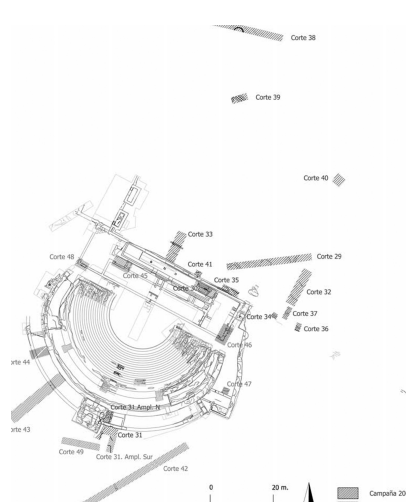 Corte 38
Corte 39
Corte 40
Corte 33
Corte 29
Corte 48
Corte 41
Corte 45
Corte 35
Corte 32
Corte 34
Corte 37
Corte 36
Corte 46
rte 44
Corte 47
Corte 31 Ampl. N
rte 43
Corte 31
Corte 49
Corte 31. Ampl. Sur
Corte 42
0 20 m.
Campaña 20